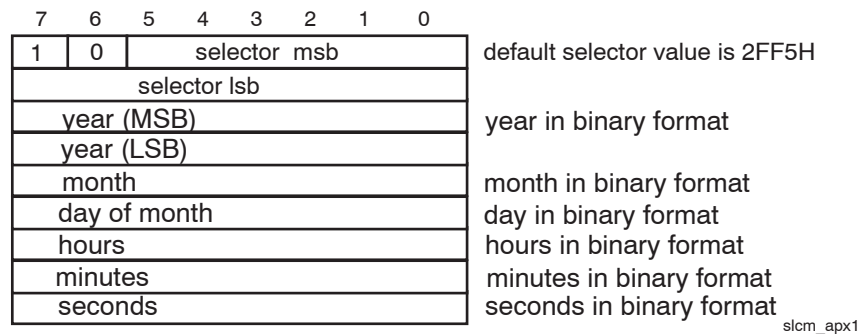 7 6 5 4 3 2 1 0
1 0 selector msb default selector value is 2FF5H
selector lsb
year (MSB) year in binary format
year (LSB)
month month in binary format
day of month day in binary format
hours hours in binary format
minutes minutes in binary format
seconds seconds in binary format
slcm_apx1